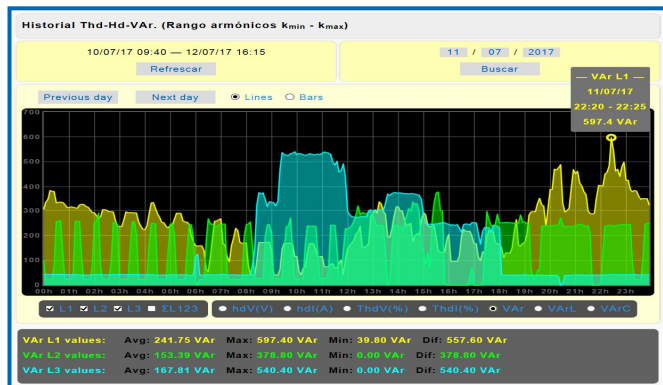 Historial Thd-Hd-VAr. (Rango armónicos kmin - kmax)
10/07/17 09:40 — 12/07/17 16:15
Refrescar
11 / 07 / 2017
Buscar
— VAr L1 —
11/07/17
22:20 - 22:25
597.4 VAr
Previous day Next day Lines Bars
700
600
500
400
300
200
100
0
00h 01h 02h 03h 04h 05h 06h 07h 08h 09h 10h 11h 12h 13h 14h 15h 16h 17h 18h 19h 20h 21h 22h 23h
L1 L2 L3 ΣL123 hdV(V) hdI(A) ThdV(%) ThdI(%) VAr VArL VArC
VAr L1 values: Avg: 241.75 VAr Max: 597.40 VAr Min: 39.80 VAr Dif: 557.60 VAr
VAr L2 values: Avg: 153.39 VAr Max: 378.80 VAr Min: 0.00 VAr Dif: 378.80 VAr
VAr L3 values: Avg: 167.81 VAr Max: 540.40 VAr Min: 0.00 VAr Dif: 540.40 VAr